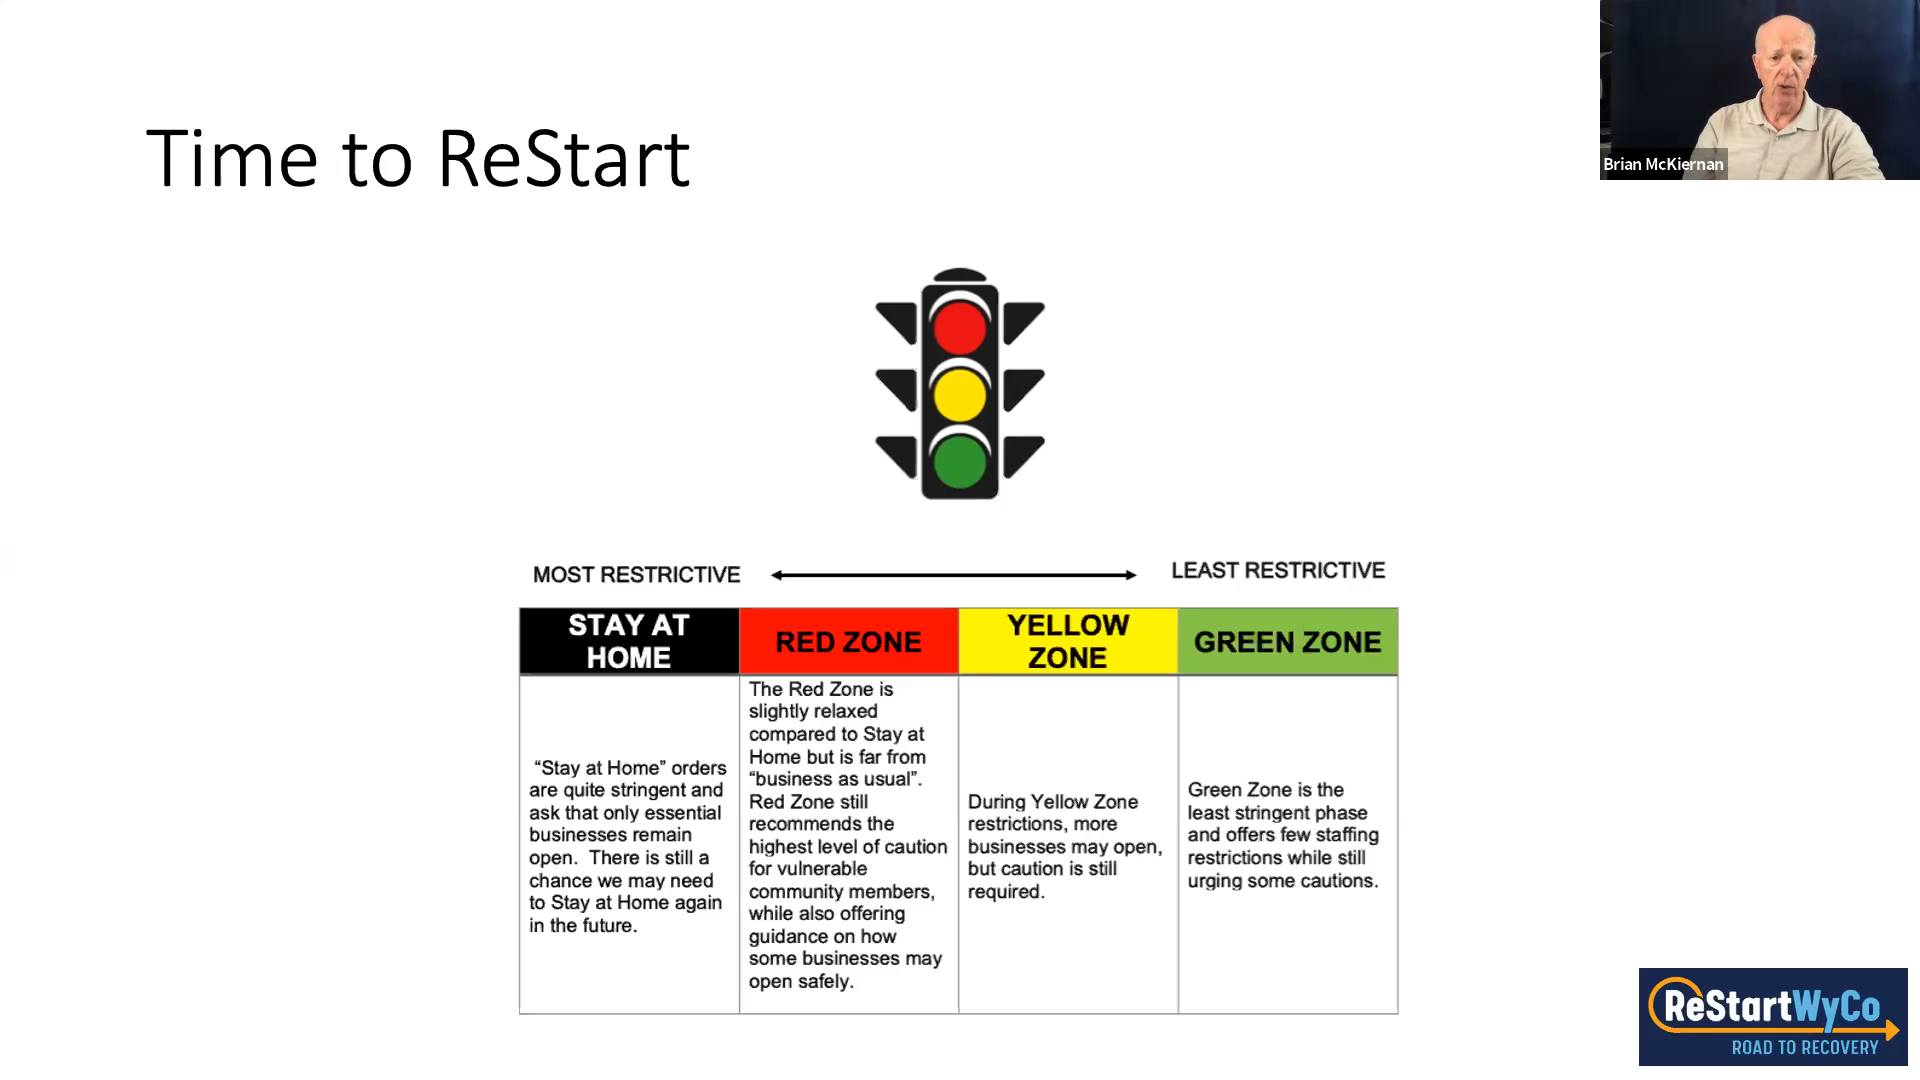 Time to ReStart
Brian McKiernan
MOST RESTRICTIVE
LEAST RESTRICTIVE
STAY AT
HOME
RED ZONE
YELLOW
ZONE
GREEN ZONE
“Stay at Home” orders
are quite stringent and
ask that only essential
businesses remain
open.  There is still a
chance we may need
to Stay at Home again
in the future.
The Red Zone is
slightly relaxed
compared to Stay at
Home but is far from
“business as usual”.
Red Zone still
recommends the
highest level of caution
for vulnerable
community members,
while also offering
guidance on how
some businesses may
open safely.
During Yellow Zone
restrictions, more
businesses may open,
but caution is still
required.
Green Zone is the
least stringent phase
and offers few staffing
restrictions while still
urging some cautions.
ReStartWyCo
ROAD TO RECOVERY